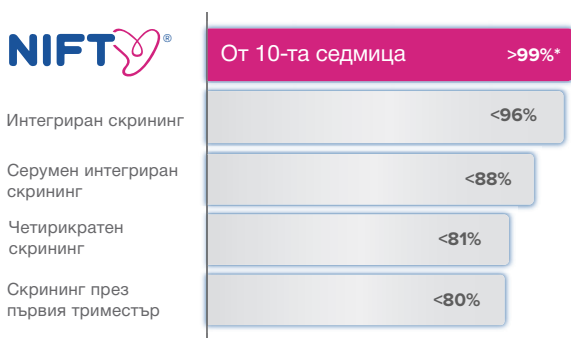 NIFTY®
От 10-та седмица >99%*
Интегриран скрининг <96%
Серумен интегриран
скрининг
<88%
Четирикратен
скрининг
<81%
Скрининг през
първия триместър
<80%